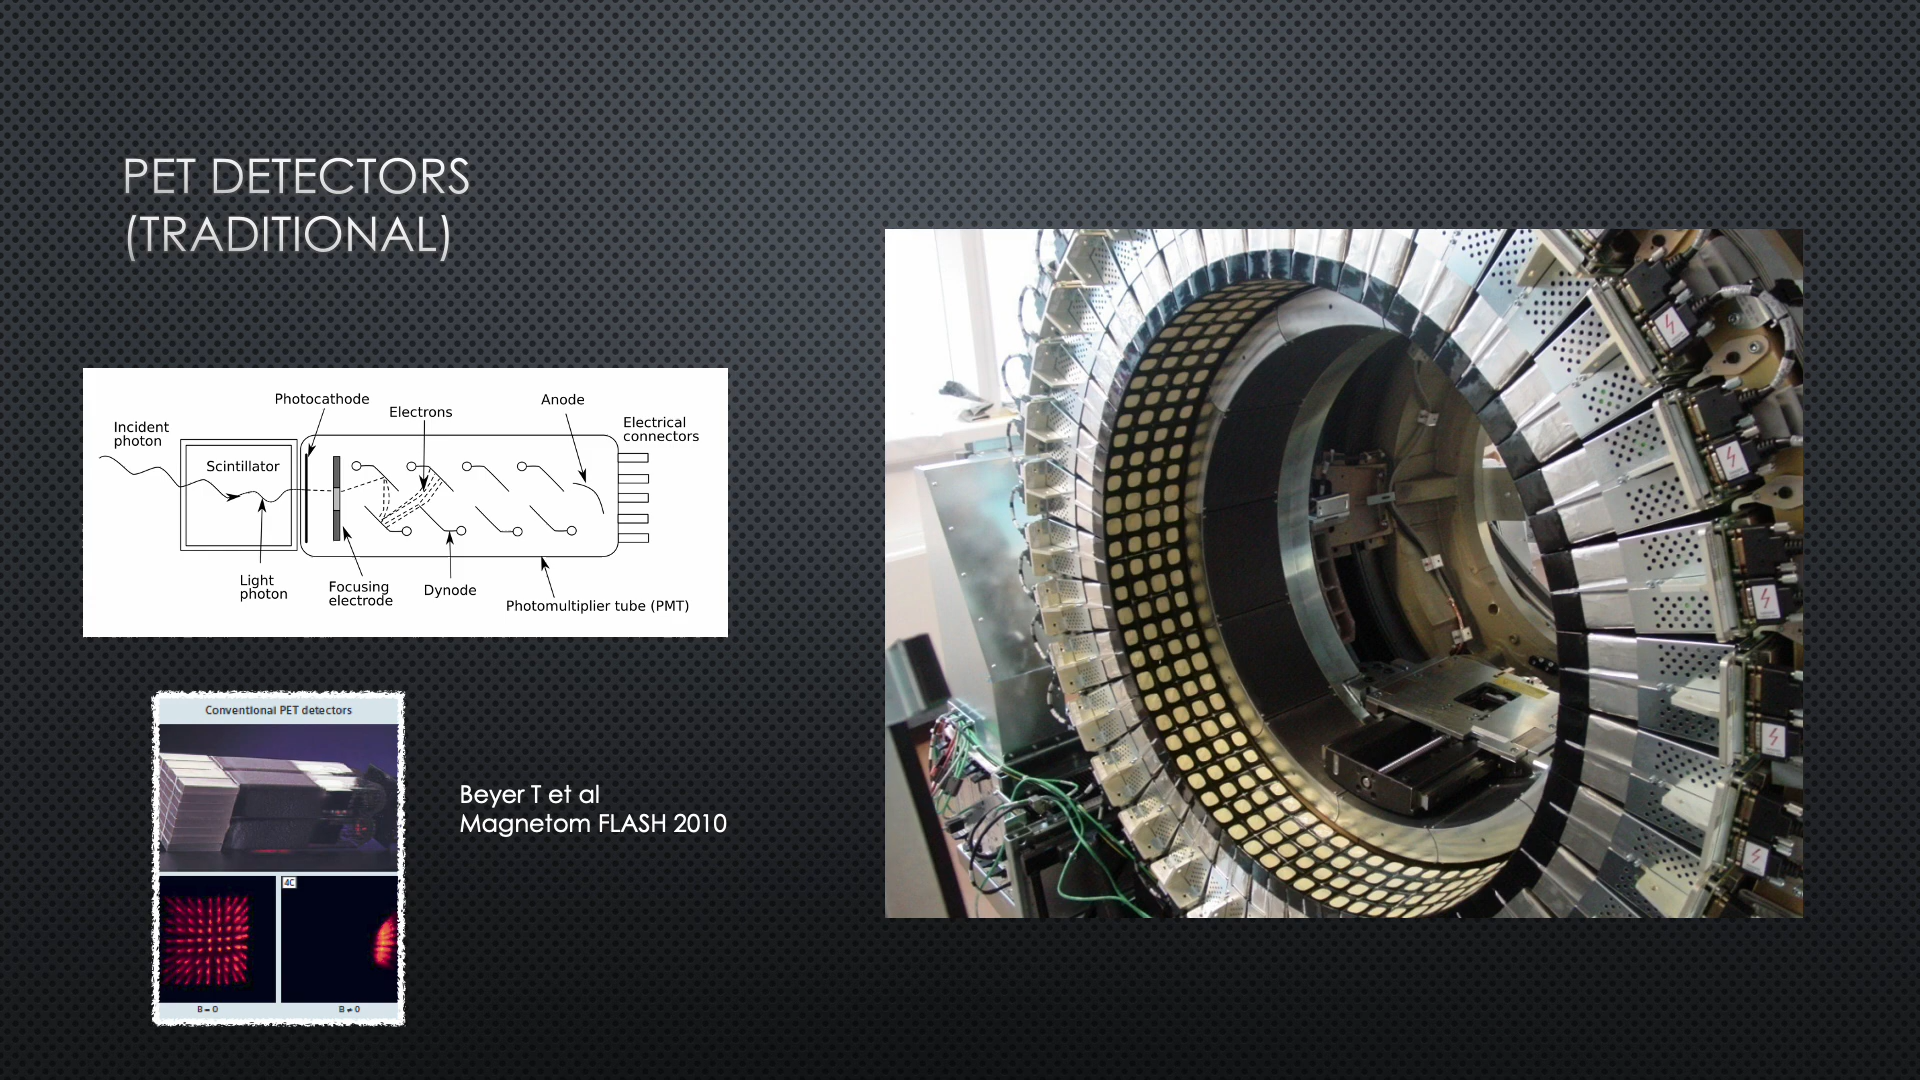 PET DETECTORS
(TRADITIONAL)
Photocathode
Electrons
Anode
Incident
photon
Electrical
connectors
Scintillator
Light
photon
Focusing
electrode
Dynode
Photomultiplier tube (PMT)
Conventional PET detectors
4C
B = 0
B ≠ 0
Beyer T et al
Magnetom FLASH 2010